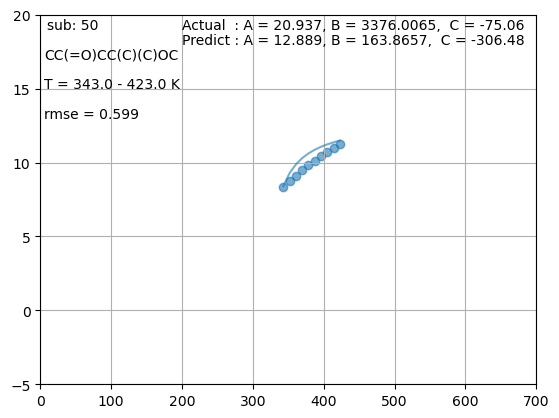 sub: 50
Actual  : A = 20.937, B = 3376.0065,  C = -75.06
Predict : A = 12.889, B = 163.8657,  C = -306.48
CC(=O)CC(C)(C)OC
T = 343.0 - 423.0 K
rmse = 0.599
20
15
10
5
0
−5
0 100 200 300 400 500 600 700